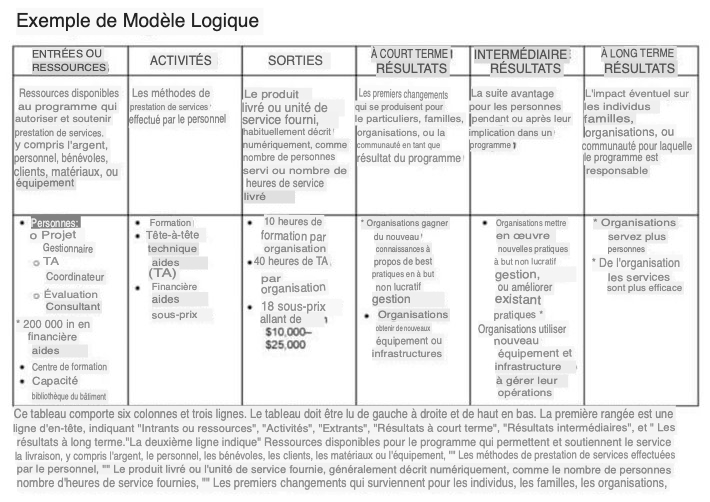 Exemple de Modèle Logique
ENTRÉES OU
RESSOURCES
ACTIVITÉS
SORTIES
À COURT TERME
RÉSULTATS
INTERMÉDIAIRE
RÉSULTATS
À LONG TERME
RÉSULTATS
Ressources disponibles
au programme qui
autoriser et soutenir
prestation de services.
y compris l'argent,
personnel, bénévoles,
clients, matériaux, ou
équipement
Les méthodes de
prestation de services
effectué par le personnel
Le produit
livré ou unité de
service fourni,
habituellement décrit
numériquement, comme
nombre de personnes
servi ou nombre de
heures de service
livré
Les premiers changements
qui se produisent pour
le particuliers, familles,
organisations, ou la
communauté en tant que
résultat du programme
La suite avantage
pour les personnes
pendant ou après leur
implication dans un
programme
L'impact éventuel sur
les individus
familles,
organisations, ou
communauté pour laquelle
le programme est
responsable
• Personnes:
o Projet
Gestionnaire
o TA
Coordinateur
o Évaluation
Consultant
* 200 000 in en
financière
aides
• Centre de formation
• Capacité
bibliothèque du bâtiment
• Formation
• Tête-à-tête
technique
aides
(TA)
• Financière
aides
sous-prix
• 10 heures de
formation par
organisation
• 40 heures de TA
par
organisation
• 18 sous-prix
allant de
$10,000–
$25,000
* Organisations gagner
du nouveau
connaissances à
propos de best
pratiques en à but
non lucratif
gestion
• Organisations
obtenir de nouveaux
équipement ou
infrastructures
• Organisations mettre
en œuvre
nouvelles pratiques
à but non lucratif
gestion,
ou améliorer
existant
pratiques *
Organisations utiliser
nouveau
équipement et
infrastructure
à gérer leur
opérations
* Organisations
servez plus
personnes
* De l'organisation
les services
sont plus efficace
Ce tableau comporte six colonnes et trois lignes. Le tableau doit être lu de gauche à droite et de haut en bas. La première rangée est une
ligne d'en-tête, indiquant "Intrants ou ressources", "Activités", "Extrants", "Résultats à court terme", "Résultats intermédiaires", et " Les
résultats à long terme."La deuxième ligne indique" Ressources disponibles pour le programme qui permettent et soutiennent le service
la livraison, y compris l'argent, le personnel, les bénévoles, les clients, les matériaux ou l'équipement, "" Les méthodes de prestation de services effectuées
par le personnel, "" Le produit livré ou l'unité de service fournie, généralement décrit numériquement, comme le nombre de personnes
nombre d'heures de service fournies, "" Les premiers changements qui surviennent pour les individus, les familles, les organisations,